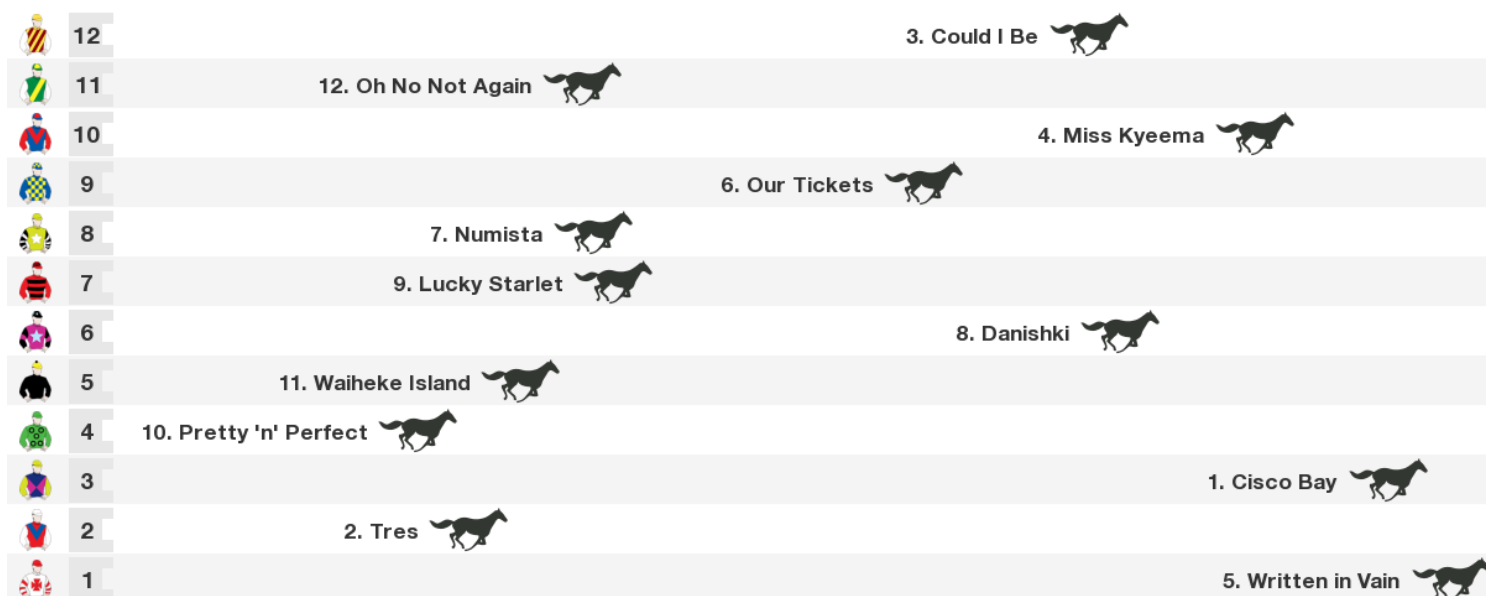 12 3. Could I Be
11 12. Oh No Not Again
10 4. Miss Kyeema
9 6. Our Tickets
8 7. Numista
7 9. Lucky Starlet
6 8. Danishki
5 11. Waiheke Island
4 10. Pretty 'n' Perfect
3 1. Cisco Bay
2 2. Tres
1 5. Written in Vain